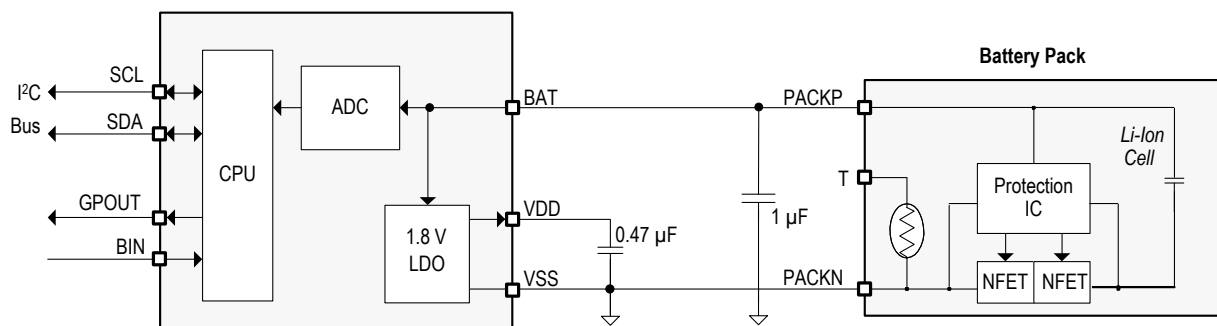 Battery Pack
SCL
I²C
ADC
BAT
PACKP
Bus
SDA
Li-Ion
Cell
CPU
T
Protection
IC
GPOUT
VDD
1 µF
1.8 V
LDO
0.47 µF
BIN
VSS
PACKN
NFET
NFET